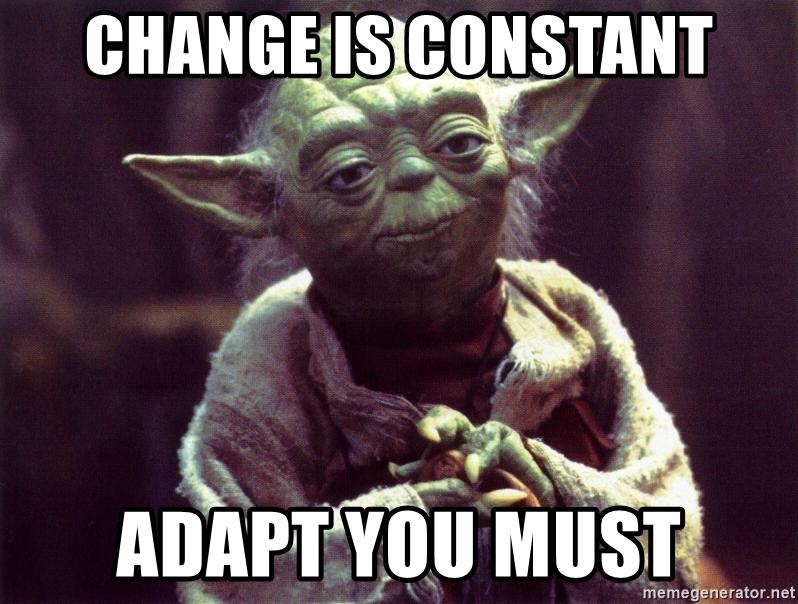 CHANGE IS CONSTANT
ADAPT YOU MUST
memegenerator.net